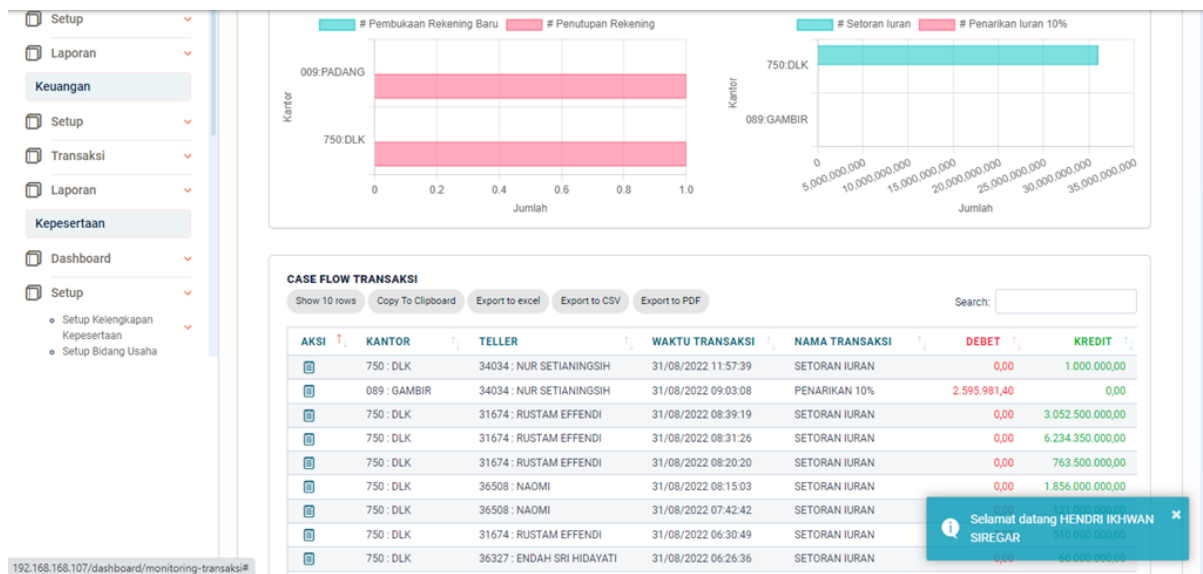 Setup
Laporan
Keuangan
Setup
Transaksi
Laporan
Kepesertaan
Dashboard
Setup
Setup Kelengkapan
Kepesertaan
Setup Bidang Usaha
# Pembukaan Rekening Baru # Penutupan Rekening
Kantor
009:PADANG
750:DLK
0 0.2 0.4 0.6 0.8 1.0
Jumlah
# Setoran Iuran # Penarikan Iuran 10%
Kantor
750:DLK
089:GAMBIR
0 5.000.000.000 10.000.000.000 15.000.000.000 20.000.000.000 25.000.000.000 30.000.000.000 35.000.000.000
Jumlah
CASE FLOW TRANSAKSI
Show 10 rows Copy To Clipboard Export to excel Export to CSV Export to PDF Search:
AKSI KANTOR TELLER WAKTU TRANSAKSI NAMA TRANSAKSI DEBET KREDIT
750 : DLK 34034 : NUR SETIANINGSIH 31/08/2022 11:57:39 SETORAN IURAN 0,00 1.000.000,00
089 : GAMBIR 34034 : NUR SETIANINGSIH 31/08/2022 09:03:08 PENARIKAN 10% 2.595.981,40 0,00
750 : DLK 31674 : RUSTAM EFFENDI 31/08/2022 08:39:19 SETORAN IURAN 0,00 3.052.500.000,00
750 : DLK 31674 : RUSTAM EFFENDI 31/08/2022 08:31:26 SETORAN IURAN 0,00 6.234.350.000,00
750 : DLK 31674 : RUSTAM EFFENDI 31/08/2022 08:20:20 SETORAN IURAN 0,00 763.500.000,00
750 : DLK 36508 : NAOMI 31/08/2022 08:15:03 SETORAN IURAN 0,00 1.856.000.000,00
750 : DLK 36508 : NAOMI 31/08/2022 07:42:42 SETORAN IURAN
750 : DLK 31674 : RUSTAM EFFENDI 31/08/2022 06:30:49 SETORAN IURAN
750 : DLK 36327 : ENDAH SRI HIDAYATI 31/08/2022 06:26:36 SETORAN IURAN
Selamat datang HENDRI IKHWAN
SIREGAR
192.168.168.107/dashboard/monitoring-transaksi#